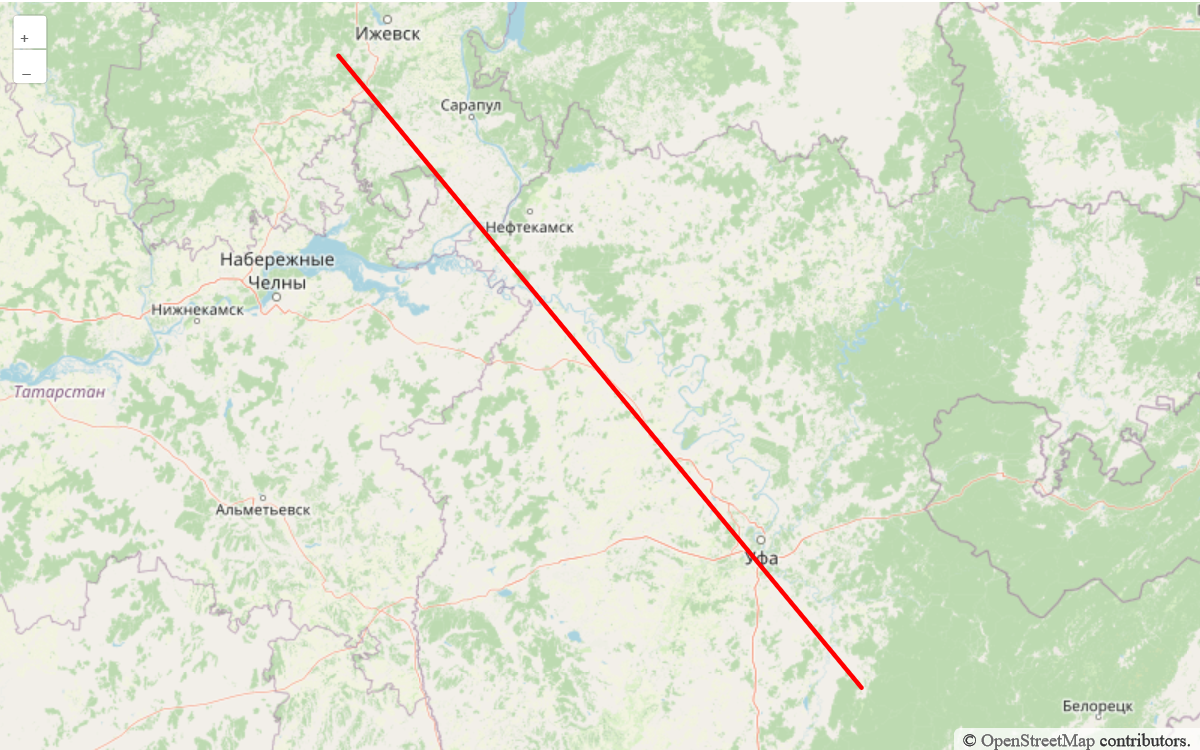 +
Ижевск
–
Сарапул
Нефтекамск
Набережные
Челны
Нижнекамск
Татарстан
Альметьевск
Уфа
Белорецк
© OpenStreetMap contributors.